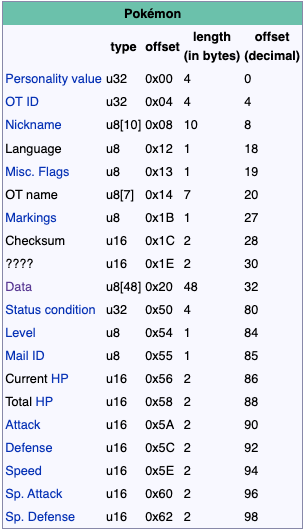 Pokémon
type offset length (in bytes) offset (decimal)
Personality value u32 0x00 4 0
OT ID u32 0x04 4 4
Nickname u8[10] 0x08 10 8
Language u8 0x12 1 18
Misc. Flags u8 0x13 1 19
OT name u8[7] 0x14 7 20
Markings u8 0x1B 1 27
Checksum u16 0x1C 2 28
???? u16 0x1E 2 30
Data u8[48] 0x20 48 32
Status condition u32 0x50 4 80
Level u8 0x54 1 84
Mail ID u8 0x55 1 85
Current HP u16 0x56 2 86
Total HP u16 0x58 2 88
Attack u16 0x5A 2 90
Defense u16 0x5C 2 92
Speed u16 0x5E 2 94
Sp. Attack u16 0x60 2 96
Sp. Defense u16 0x62 2 98